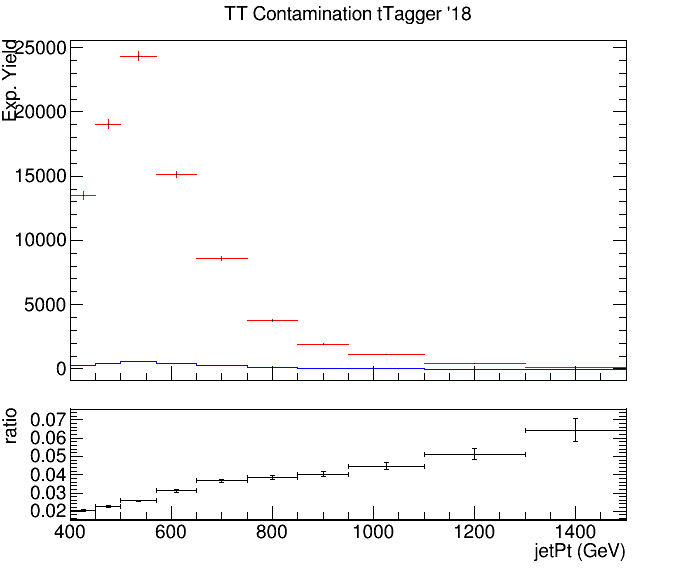 TT Contamination tTagger '18
Exp. Yield
25000
20000
15000
10000
5000
0
ratio
0.07
0.06
0.05
0.04
0.03
0.02
400 600 800 1000 1200 1400
jetPt (GeV)